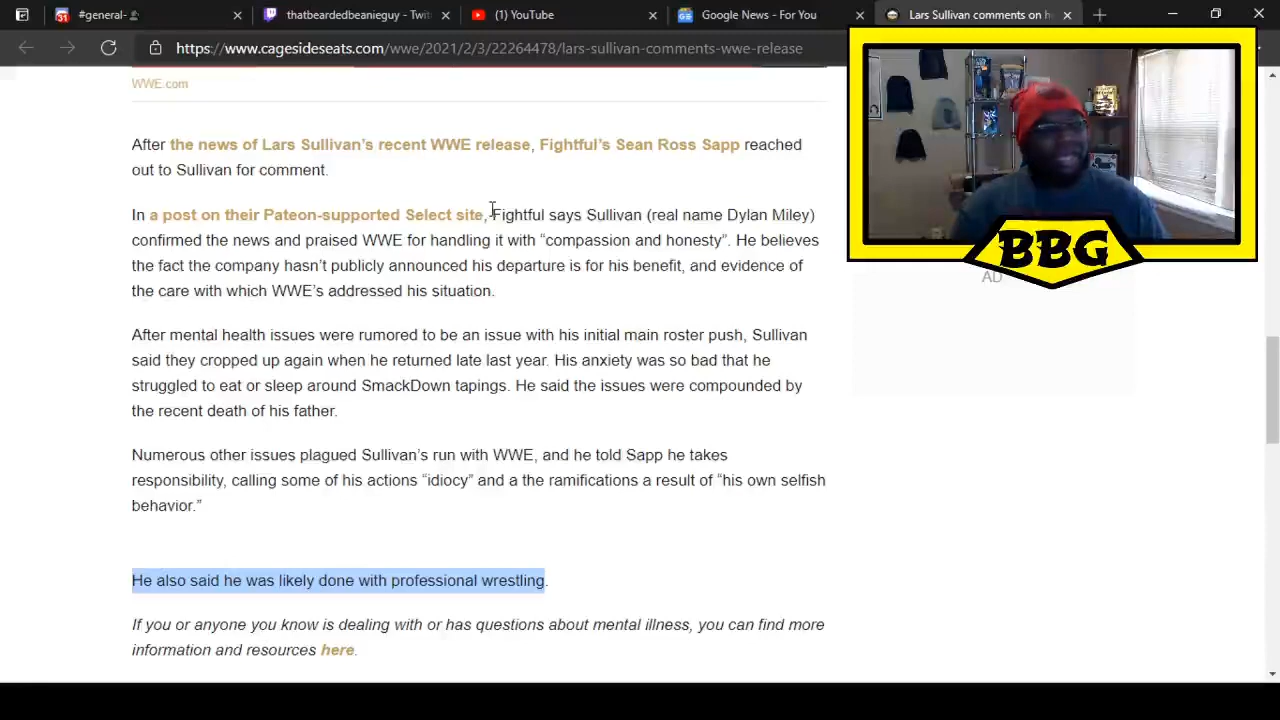 #general-
thatbeardedbeanieguy - Twit
(1) YouTube
Google News - For You
Lars Sullivan comments on h
https://www.cagesideseats.com/wwe/2021/2/3/22264478/lars-sullivan-comments-wwe-release
WWE.com
After the news of Lars Sullivan’s recent WWE release, Fightful’s Sean Ross Sapp reached
out to Sullivan for comment.
In a post on their Pateon-supported Select site, Fightful says Sullivan (real name Dylan Miley)
confirmed the news and praised WWE for handling it with “compassion and honesty”. He believes
the fact the company hasn’t publicly announced his departure is for his benefit, and evidence of
the care with which WWE’s addressed his situation.
After mental health issues were rumored to be an issue with his initial main roster push, Sullivan
said they cropped up again when he returned late last year. His anxiety was so bad that he
struggled to eat or sleep around SmackDown tapings. He said the issues were compounded by
the recent death of his father.
Numerous other issues plagued Sullivan’s run with WWE, and he told Sapp he takes
responsibility, calling some of his actions “idiocy” and a the ramifications a result of “his own selfish
behavior.”
He also said he was likely done with professional wrestling.
If you or anyone you know is dealing with or has questions about mental illness, you can find more
information and resources here.
BBG
AD